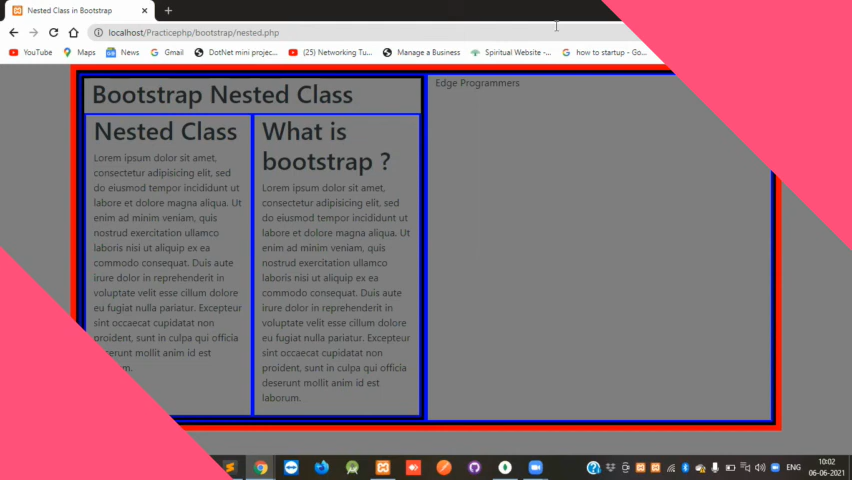 Nested Class in Bootstrap
localhost/Practicephp/bootstrap/nested.php
YouTube Maps News Gmail DotNet mini projec... (25) Networking Tu... Manage a Business Spiritual Website -... how to startup - Go...
Bootstrap Nested Class
Nested Class
Lorem ipsum dolor sit amet,
consectetur adipisicing elit, sed
do eiusmod tempor incididunt ut
labore et dolore magna aliqua. Ut
enim ad minim veniam, quis
nostrud exercitation ullamco
laboris nisi ut aliquip ex ea
commodo consequat. Duis aute
irure dolor in reprehenderit in
voluptate velit esse cillum dolore
eu fugiat nulla pariatur. Excepteur
sint occaecat cupidatat non
proident, sunt in culpa qui officia
deserunt mollit anim id est
What is
bootstrap ?
Lorem ipsum dolor sit amet,
consectetur adipisicing elit, sed
do eiusmod tempor incididunt ut
labore et dolore magna aliqua. Ut
enim ad minim veniam, quis
nostrud exercitation ullamco
laboris nisi ut aliquip ex ea
commodo consequat. Duis aute
irure dolor in reprehenderit in
voluptate velit esse cillum dolore
eu fugiat nulla pariatur. Excepteur
sint occaecat cupidatat non
proident, sunt in culpa qui officia
deserunt mollit anim id est
laborum.
Edge Programmers
ENG
10:02
06-06-2021